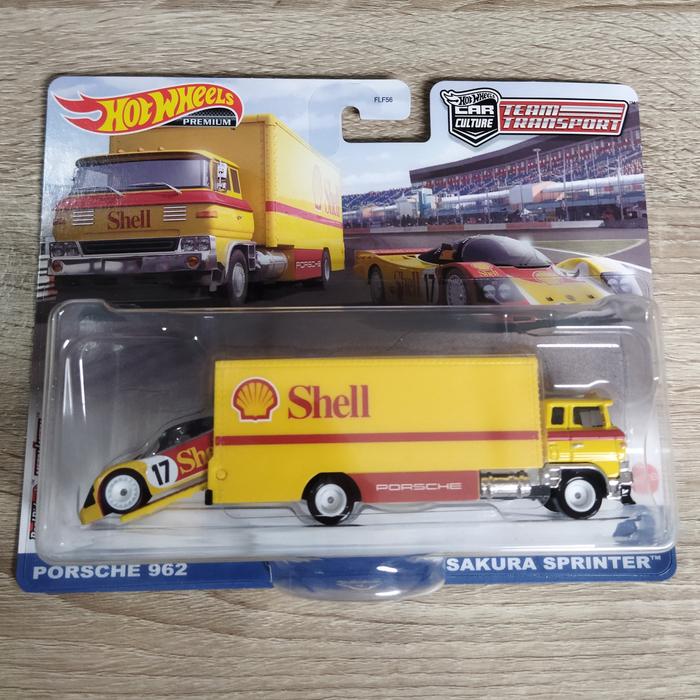 HOT WHEELS
PREMIUM
FLF56
HOT WHEELS
CAR
CULTURE
TEAM
TRANSPORT
Shell
PORSCHE
Shell
17
Shell
Shell
PORSCHE
17
She
PORSCHE 962
SAKURA SPRINTER™